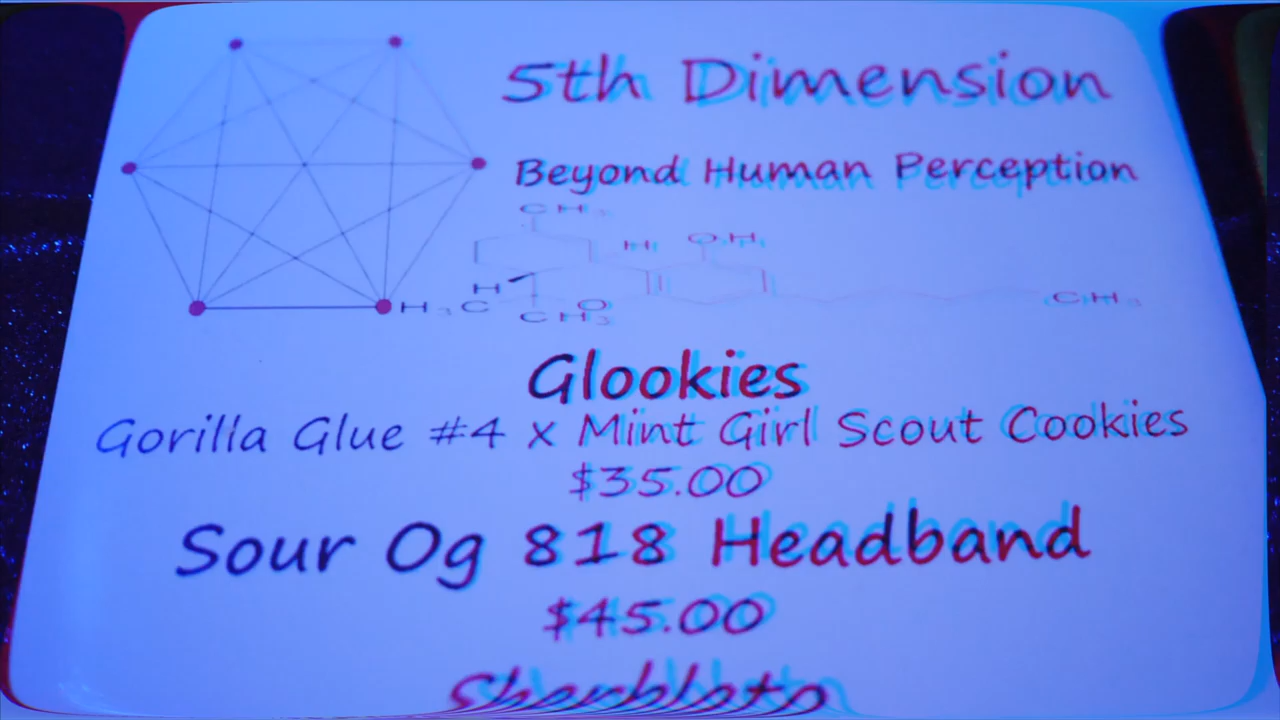 5th Dimension
Beyond Human Perception
CH₃
H
OH
H
H₃C
O
CH₃
CH₃
Glookies
Gorilla Glue #4 x Mint Girl Scout Cookies
$35.00
Sour Og 818 Headband
$45.00